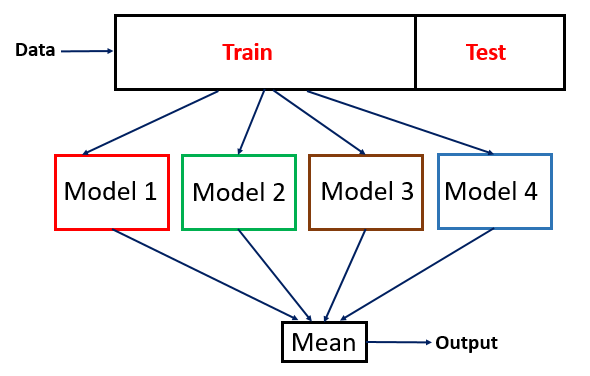 Data
Train
Test
Model 1
Model 2
Model 3
Model 4
Mean
Output